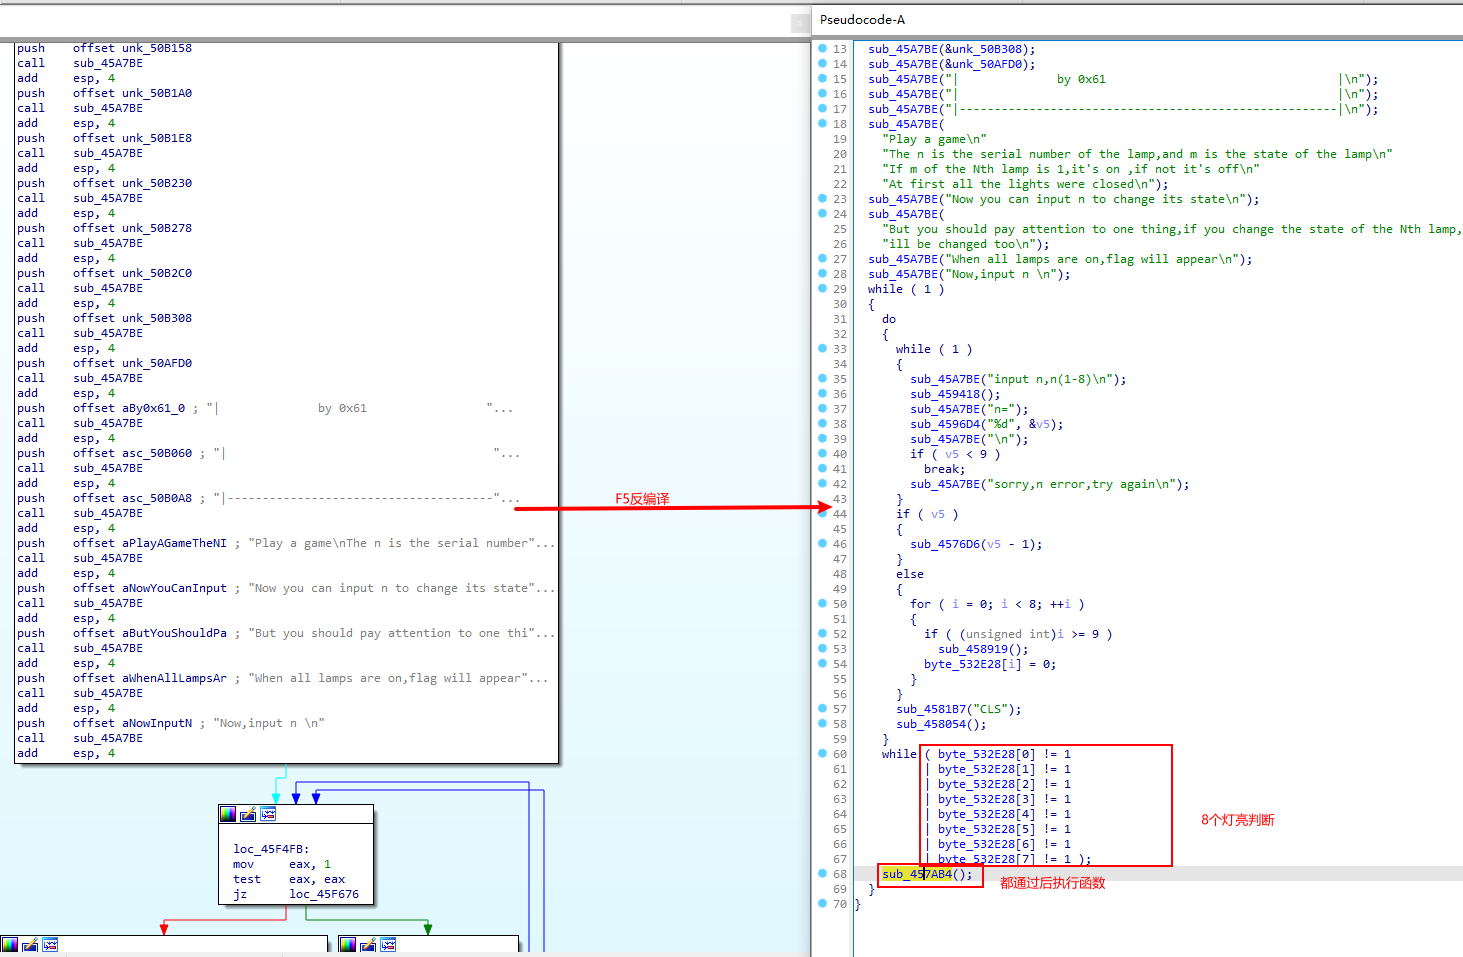 push    offset unk_50B158
call    sub_45A7BE
add     esp, 4
push    offset unk_50B1A0
call    sub_45A7BE
add     esp, 4
push    offset unk_50B1E8
call    sub_45A7BE
add     esp, 4
push    offset unk_50B230
call    sub_45A7BE
add     esp, 4
push    offset unk_50B278
call    sub_45A7BE
add     esp, 4
push    offset unk_50B2C0
call    sub_45A7BE
add     esp, 4
push    offset unk_50B308
call    sub_45A7BE
add     esp, 4
push    offset unk_50AFD0
call    sub_45A7BE
add     esp, 4
push    offset aBy0x61_0 ; "|              by 0x61                 "...
call    sub_45A7BE
add     esp, 4
push    offset asc_50B060 ; "|                                      "...
call    sub_45A7BE
add     esp, 4
push    offset asc_50B0A8 ; "|--------------------------------------"...
call    sub_45A7BE
add     esp, 4
push    offset aPlayAGameTheNI ; "Play a game\nThe n is the serial number"...
call    sub_45A7BE
add     esp, 4
push    offset aNowYouCanInput ; "Now you can input n to change its state"...
call    sub_45A7BE
add     esp, 4
push    offset aButYouShouldPa ; "But you should pay attention to one thi"...
call    sub_45A7BE
add     esp, 4
push    offset aWhenAllLampsAr ; "When all lamps are on,flag will appear"...
call    sub_45A7BE
add     esp, 4
push    offset aNowInputN ; "Now,input n \n"
call    sub_45A7BE
add     esp, 4
loc_45F4FB:
mov     eax, 1
test    eax, eax
jz      loc_45F676
F5反编译
Pseudocode-A
13 sub_45A7BE(&unk_50B308);
14 sub_45A7BE(&unk_50AFD0);
15 sub_45A7BE("|              by 0x61                                 |\n");
16 sub_45A7BE("|                                                      |\n");
17 sub_45A7BE("|------------------------------------------------------|\n");
18 sub_45A7BE(
19 "Play a game\n"
20 "The n is the serial number of the lamp,and m is the state of the lamp\n"
21 "If m of the Nth lamp is 1,it's on ,if not it's off\n"
22 "At first all the lights were closed\n");
23 sub_45A7BE("Now you can input n to change its state\n");
24 sub_45A7BE(
25 "But you should pay attention to one thing,if you change the state of the Nth lamp,
26 "ill be changed too\n");
27 sub_45A7BE("When all lamps are on,flag will appear\n");
28 sub_45A7BE("Now,input n \n");
29 while ( 1 )
30 {
31 do
32 {
33 while ( 1 )
34 {
35 sub_45A7BE("input n,n(1-8)\n");
36 sub_459418();
37 sub_45A7BE("n=");
38 sub_4596D4("%d", &v5);
39 sub_45A7BE("\n");
40 if ( v5 < 9 )
41 break;
42 sub_45A7BE("sorry,n error,try again\n");
43 }
44 if ( v5 )
45 {
46 sub_4576D6(v5 - 1);
47 }
48 else
49 {
50 for ( i = 0; i < 8; ++i )
51 {
52 if ( (unsigned int)i >= 9 )
53 sub_458919();
54 byte_532E28[i] = 0;
55 }
56 }
57 sub_4581B7("CLS");
58 sub_458054();
59 }
60 while ( byte_532E28[0] != 1
61 | byte_532E28[1] != 1
62 | byte_532E28[2] != 1
63 | byte_532E28[3] != 1
64 | byte_532E28[4] != 1
65 | byte_532E28[5] != 1
66 | byte_532E28[6] != 1
67 | byte_532E28[7] != 1 );
68 sub_457AB4();
69 }
70 }
8个灯亮判断
都通过后执行函数